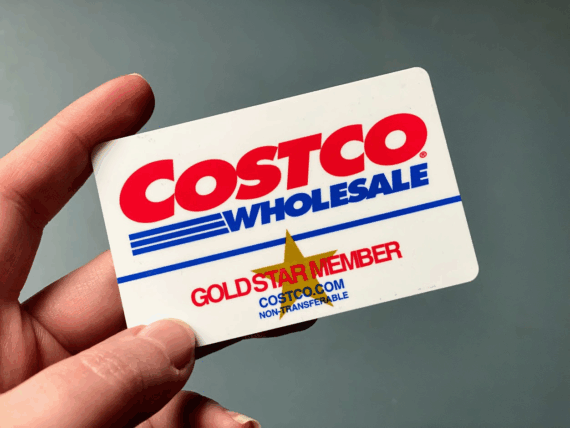 COSTCO®
WHOLESALE
GOLD STAR MEMBER
COSTCO.COM
NON-TRANSFERABLE